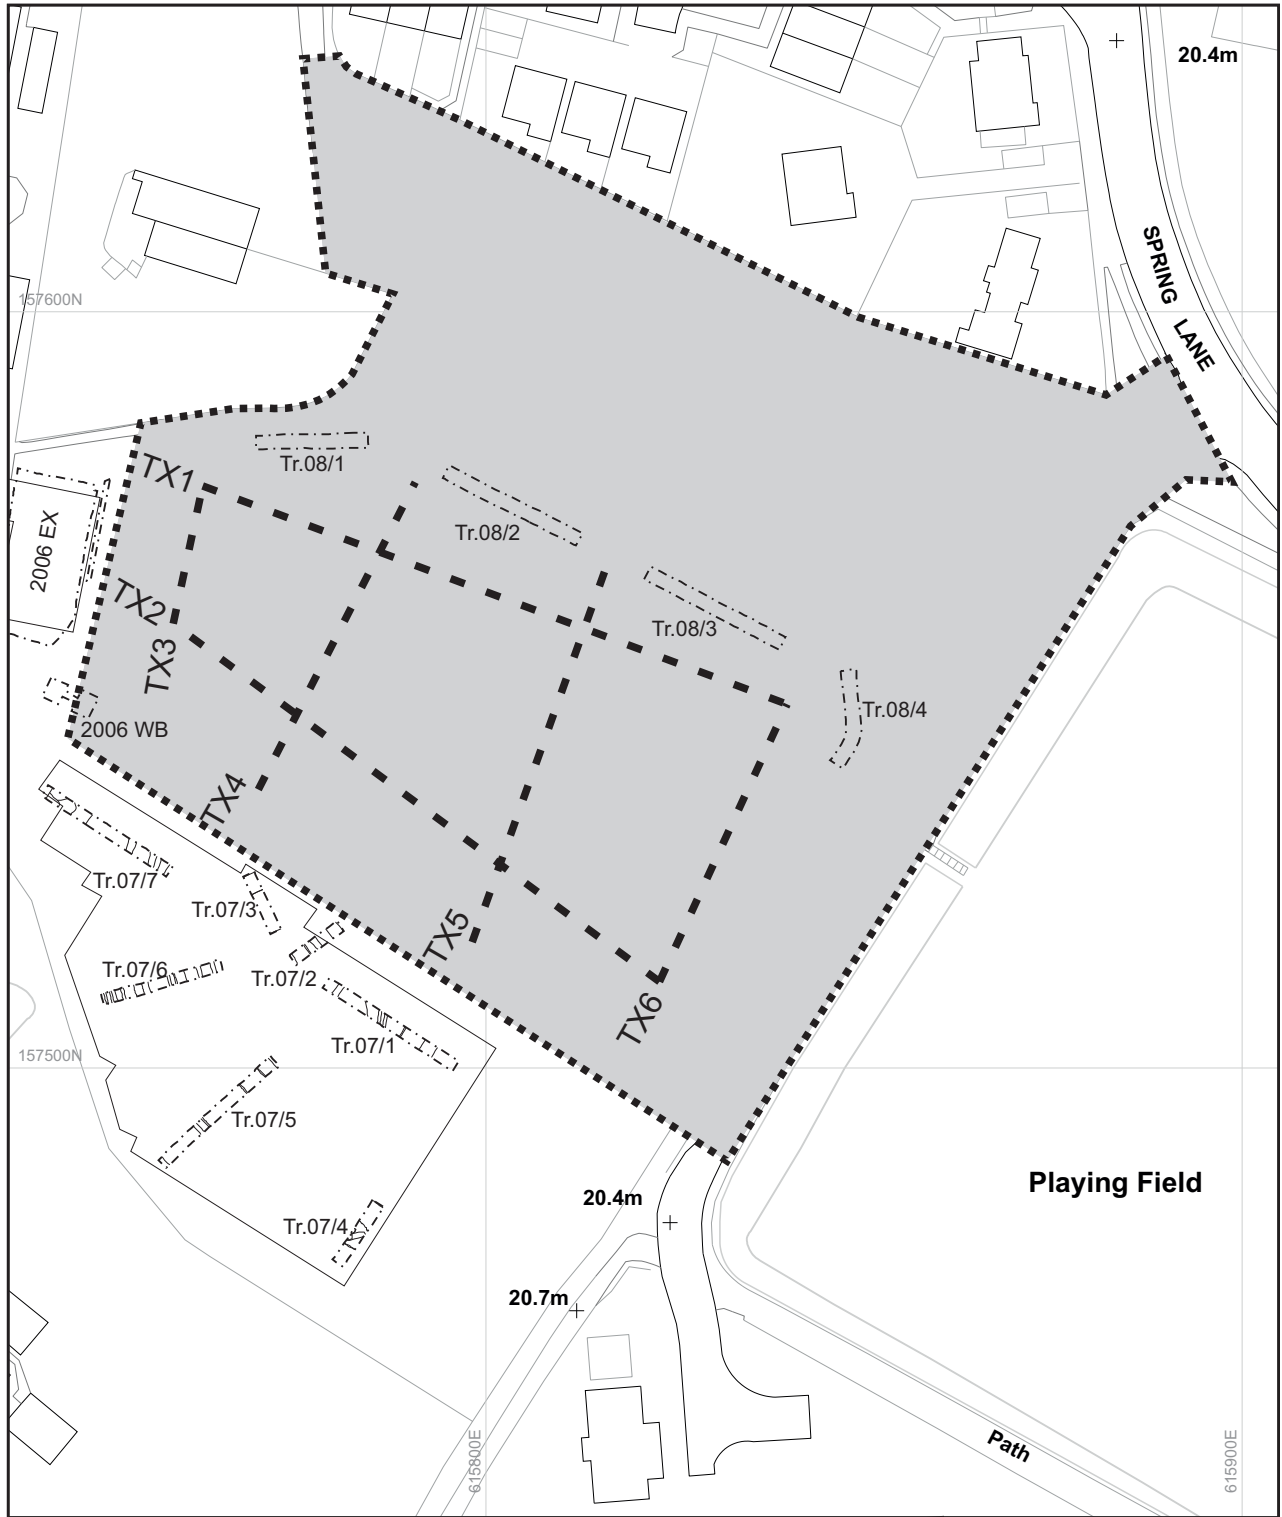 20.4m
SPRING LANE
157600N
TX1
Tr.08/1
Tr.08/2
2006 EX
TX2
Tr.08/3
TX3
Tr.08/4
2006 WB
TX4
Tr.07/7
Tr.07/3
TX5
Tr.07/6
Tr.07/2
TX6
Tr.07/1
157500N
Tr.07/5
Playing Field
20.4m
Tr.07/4
20.7m
Path
615800E
615900E